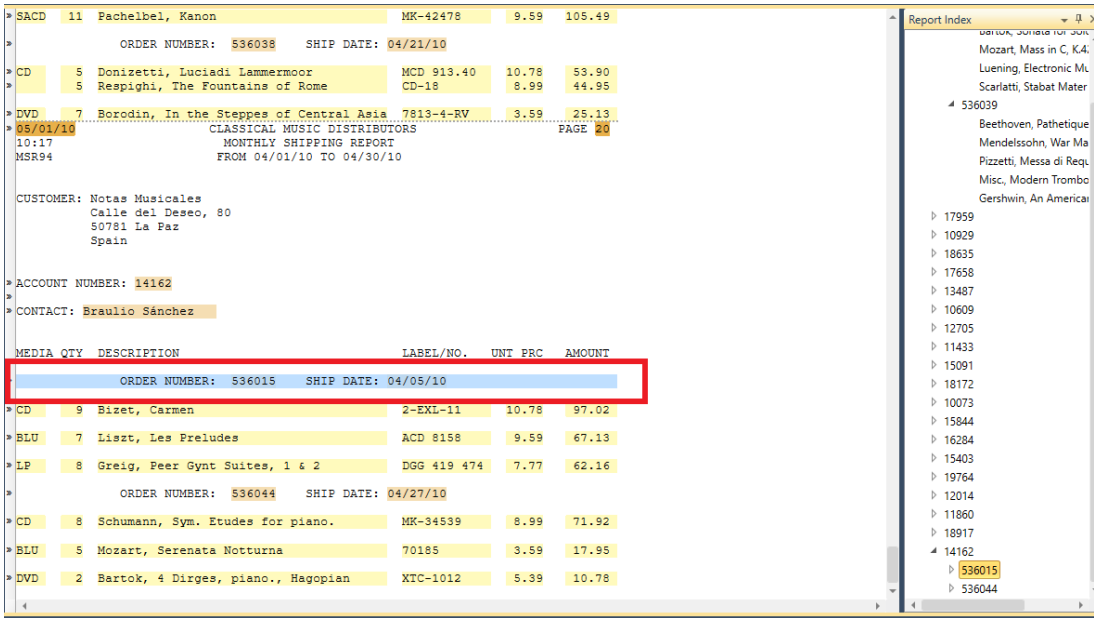 SACD 11 Pachelbel, Kanon MK-42478 9.59 105.49
ORDER NUMBER: 536038 SHIP DATE: 04/21/10
CD 5 Donizetti, Luciadi Lammermoor MCD 913.40 10.78 53.90
5 Respighi, The Fountains of Rome CD-18 8.99 44.95
DVD 7 Borodin, In the Steppes of Central Asia 7813-4-RV 3.59 25.13
05/01/10 CLASSICAL MUSIC DISTRIBUTORS PAGE 20
10:17 MONTHLY SHIPPING REPORT
MSR94 FROM 04/01/10 TO 04/30/10
CUSTOMER: Notas Musicales
Calle del Deseo, 80
50781 La Paz
Spain
ACCOUNT NUMBER: 14162
CONTACT: Braulio Sánchez
MEDIA QTY DESCRIPTION LABEL/NO. UNT PRC AMOUNT
ORDER NUMBER: 536015 SHIP DATE: 04/05/10
CD 9 Bizet, Carmen 2-EXL-11 10.78 97.02
BLU 7 Liszt, Les Preludes ACD 8158 9.59 67.13
LP 8 Greig, Peer Gynt Suites, 1 & 2 DGG 419 474 7.77 62.16
ORDER NUMBER: 536044 SHIP DATE: 04/27/10
CD 8 Schumann, Sym. Etudes for piano. MK-34539 8.99 71.92
BLU 5 Mozart, Serenata Notturna 70185 3.59 17.95
DVD 2 Bartok, 4 Dirges, piano., Hagopian XTC-1012 5.39 10.78
Report Index
Bartok, Sonata for Solo
Mozart, Mass in C, K.42
Luening, Electronic Mu
Scarlatti, Stabat Mater
536039
Beethoven, Pathetique
Mendelssohn, War Ma
Pizzetti, Messa di Requ
Misc., Modern Trombo
Gershwin, An American
17959
10929
18635
17658
13487
10609
12705
11433
15091
18172
10073
15844
16284
15403
19764
12014
11860
18917
14162
536015
536044